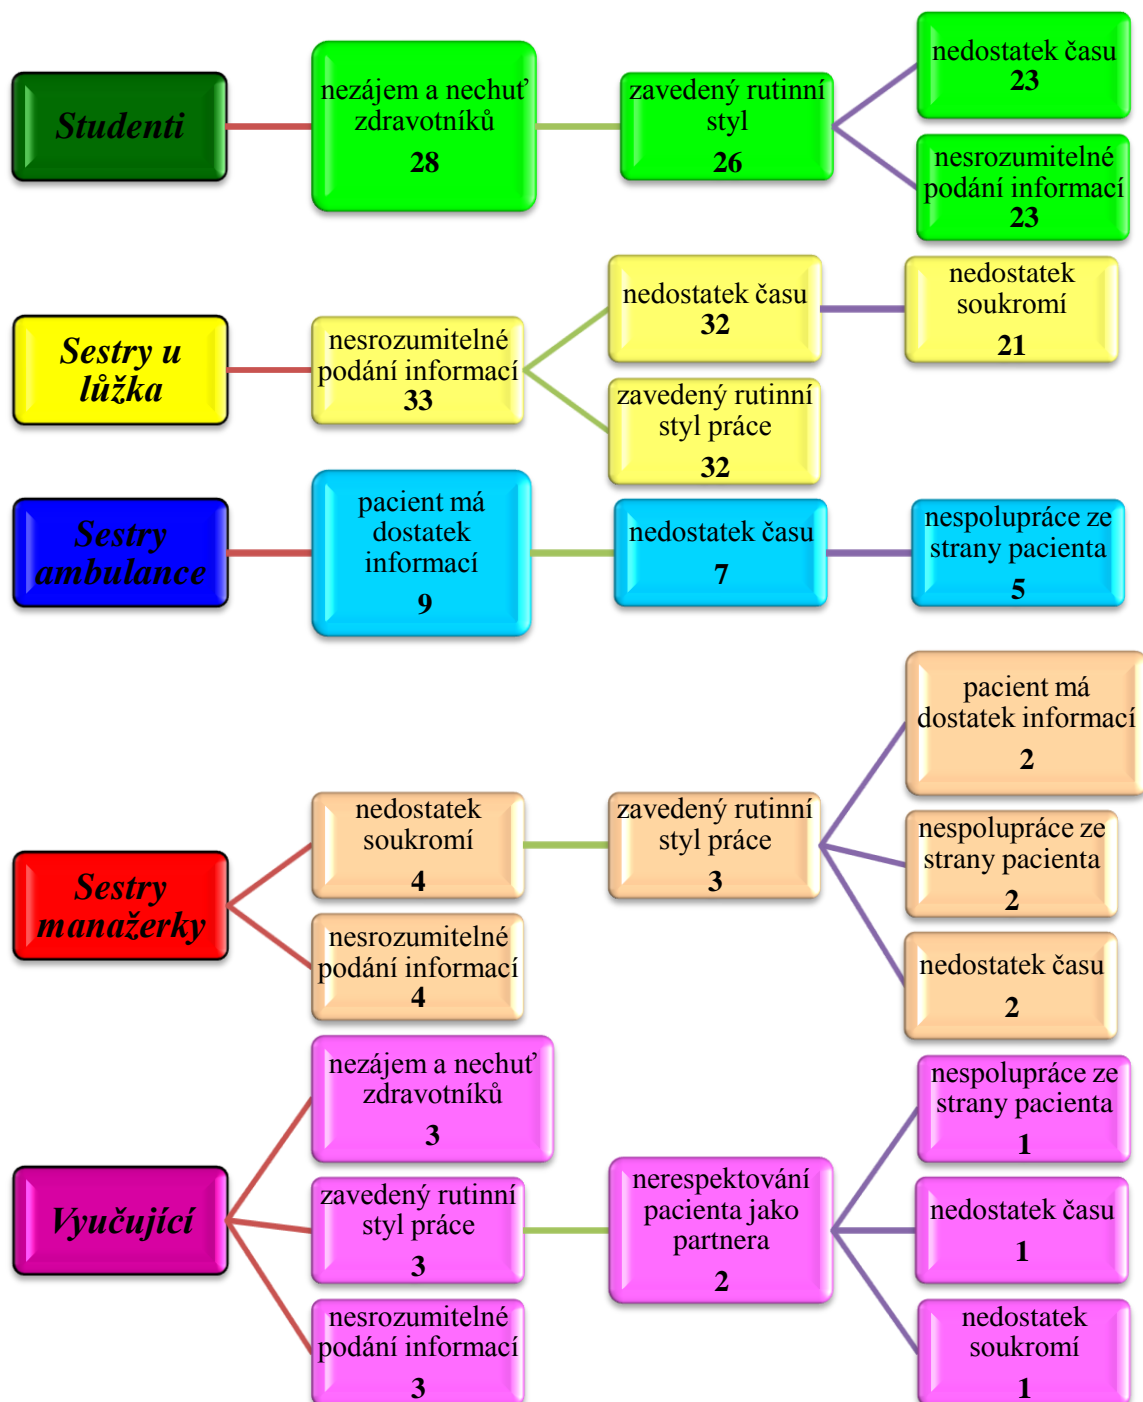 Studenti
nezájem a nechuť
zdravotníků
28
zavedený rutinní
styl
26
nedostatek času
23
nesrozumitelné
podání informací
23
Sestry u
lůžka
nesrozumitelné
podání informací
33
nedostatek času
32
zavedený rutinní
styl práce
32
nedostatek
soukromí
21
Sestry
ambulance
pacient má
dostatek
informací
9
nedostatek času
7
nespolupráce ze
strany pacienta
5
Sestry
manažerky
nedostatek
soukromí
4
nesrozumitelné
podání informací
4
zavedený rutinní
styl práce
3
pacient má
dostatek informací
2
nespolupráce ze
strany pacienta
2
nedostatek času
2
Vyučující
nezájem a nechuť
zdravotníků
3
zavedený rutinní
styl práce
3
nesrozumitelné
podání informací
3
nerespektování
pacienta jako
partnera
2
nespolupráce ze
strany pacienta
1
nedostatek času
1
nedostatek
soukromí
1